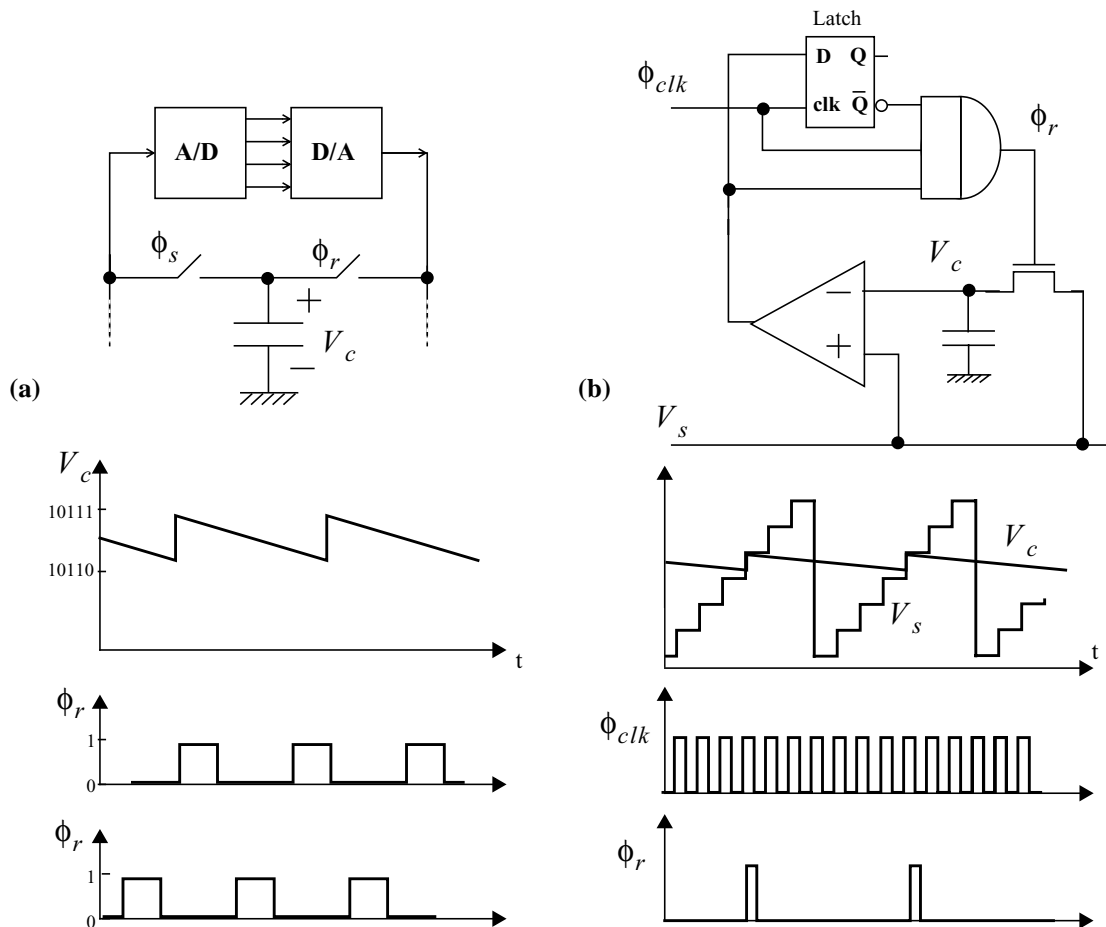 A/D
D/A
ϕs
ϕr
+
Vc
−
(a)
Vc
10111
10110
t
ϕr
1
0
ϕr
1
0
Latch
D Q
ϕclk
clk Q̅
ϕr
Vc
−
+
(b)
Vs
Vc
Vs
t
ϕclk
ϕr